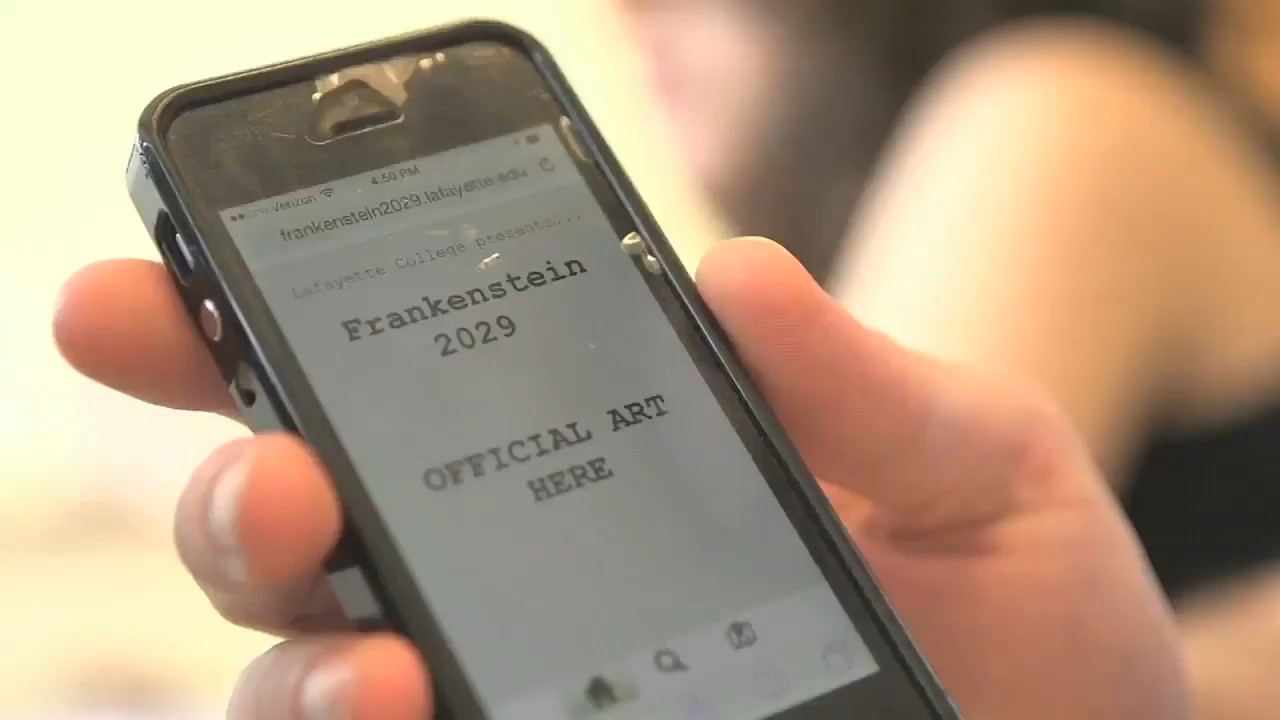 Verizon 4:50 PM
frankenstein2029.lafayette.edu
Lafayette College presents...
Frankenstein
2029
OFFICIAL ART
HERE